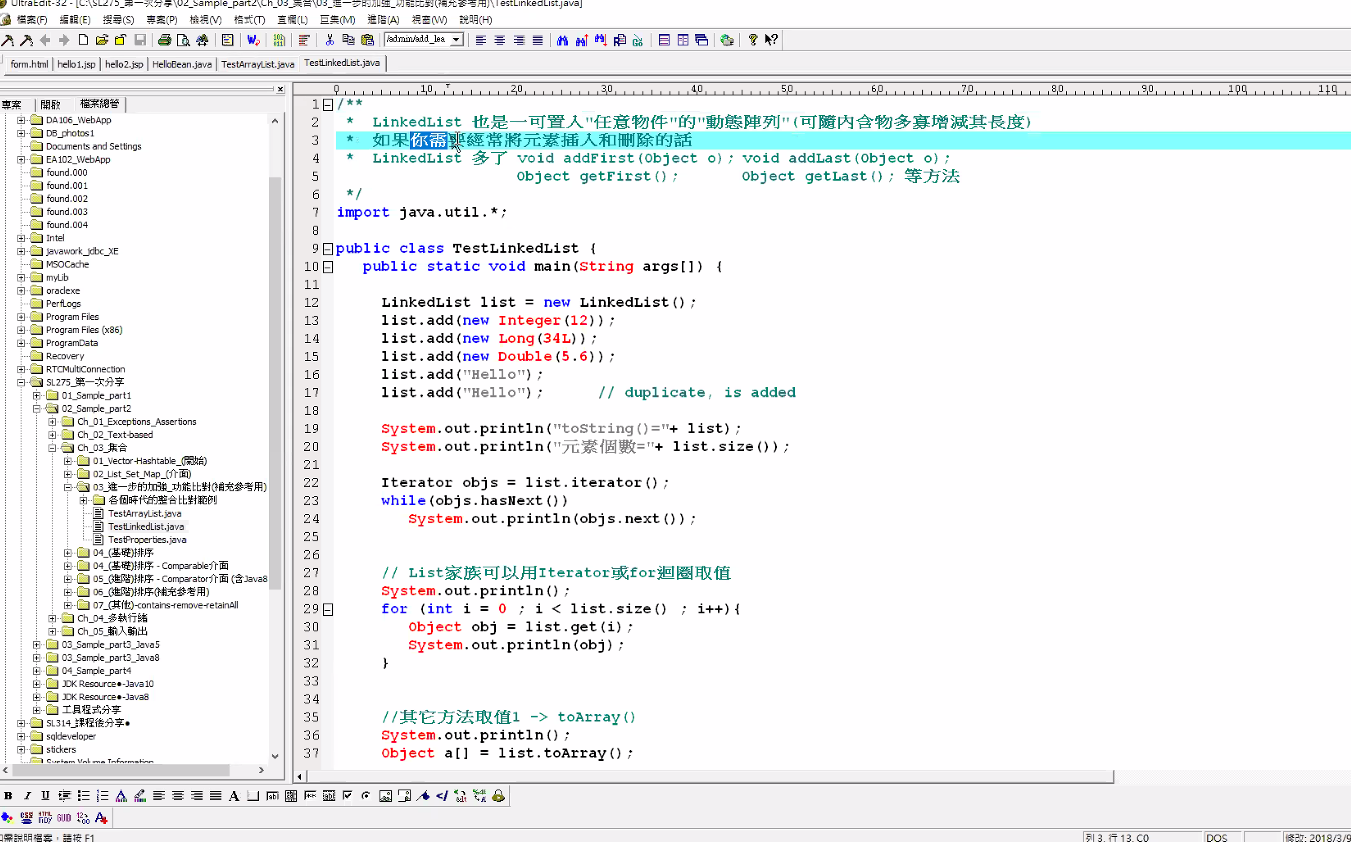 UltraEdit-32 - [C:\SL275_第一次分享\02_Sample_part2\Ch_03_集合\03_進一步的加強_功能比對(補充參考用)\TestLinkedList.java]
檔案(F) 編輯(E) 搜尋(S) 專案(P) 檢視(V) 格式(T) 直欄(L) 巨集(M) 進階(A) 視窗(W) 說明(H)
/admin/add_lea
form.html hello1.jsp hello2.jsp HelloBean.java TestArrayList.java TestLinkedList.java
專案 開啟 檔案總管
DA106_WebApp
DB_photos1
Documents and Settings
EA102_WebApp
found.000
found.001
found.002
found.003
found.004
Intel
javawork_jdbc_XE
MSOCache
myLib
oraclexe
PerfLogs
Program Files
Program Files (x86)
ProgramData
Recovery
RTCMultiConnection
SL275_第一次分享
01_Sample_part1
02_Sample_part2
Ch_01_Exceptions_Assertions
Ch_02_Text-based
Ch_03_集合
01_Vector-Hashtable_(開始)
02_List_Set_Map_(介面)
03_進一步的加強_功能比對(補充參考用)
各個時代的整合比對範例
TestArrayList.java
TestLinkedList.java
TestProperties.java
04_(基礎)排序
04_(基礎)排序 - Comparable介面
05_(進階)排序 - Comparator介面 (含Java8
06_(進階)排序(補充參考用)
07_(其他)-contains-remove-retainAll
Ch_04_多執行緒
Ch_05_輸入輸出
03_Sample_part3_Java5
03_Sample_part3_Java8
04_Sample_part4
JDK Resource●-Java10
JDK Resource●-Java8
工具程式分享
SL314_課程後分享●
sqldeveloper
stickers
System Volume Information
0 10 20 30 40 50 60 70 80 90 100 110
1 /**
2 * LinkedList 也是一可置入"任意物件"的"動態陣列"(可隨內含物多寡增減其長度)
3 * 如果你需要經常將元素插入和刪除的話
4 * LinkedList 多了 void addFirst(Object o); void addLast(Object o);
5 Object getFirst(); Object getLast(); 等方法
6 */
7 import java.util.*;
8
9 public class TestLinkedList {
10 public static void main(String args[]) {
11
12 LinkedList list = new LinkedList();
13 list.add(new Integer(12));
14 list.add(new Long(34L));
15 list.add(new Double(5.6));
16 list.add("Hello");
17 list.add("Hello"); // duplicate, is added
18
19 System.out.println("toString()="+ list);
20 System.out.println("元素個數="+ list.size());
21
22 Iterator objs = list.iterator();
23 while(objs.hasNext())
24 System.out.println(objs.next());
25
26
27 // List家族可以用Iterator或for迴圈取值
28 System.out.println();
29 for (int i = 0 ; i < list.size() ; i++){
30 Object obj = list.get(i);
31 System.out.println(obj);
32 }
33
34
35 //其它方法取值1 -> toArray()
36 System.out.println();
37 Object a[] = list.toArray();
如需說明檔案，請按 F1
列 3, 行 13, C0 DOS 修改: 2018/3/9